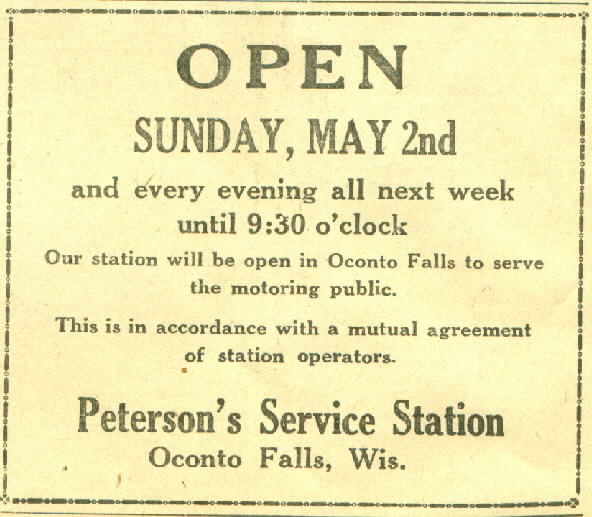 OPEN
SUNDAY, MAY 2nd
and every evening all next week
until 9:30 o'clock
Our station will be open in Oconto Falls to serve
the motoring public.
This is in accordance with a mutual agreement
of station operators.
Peterson's Service Station
Oconto Falls, Wis.